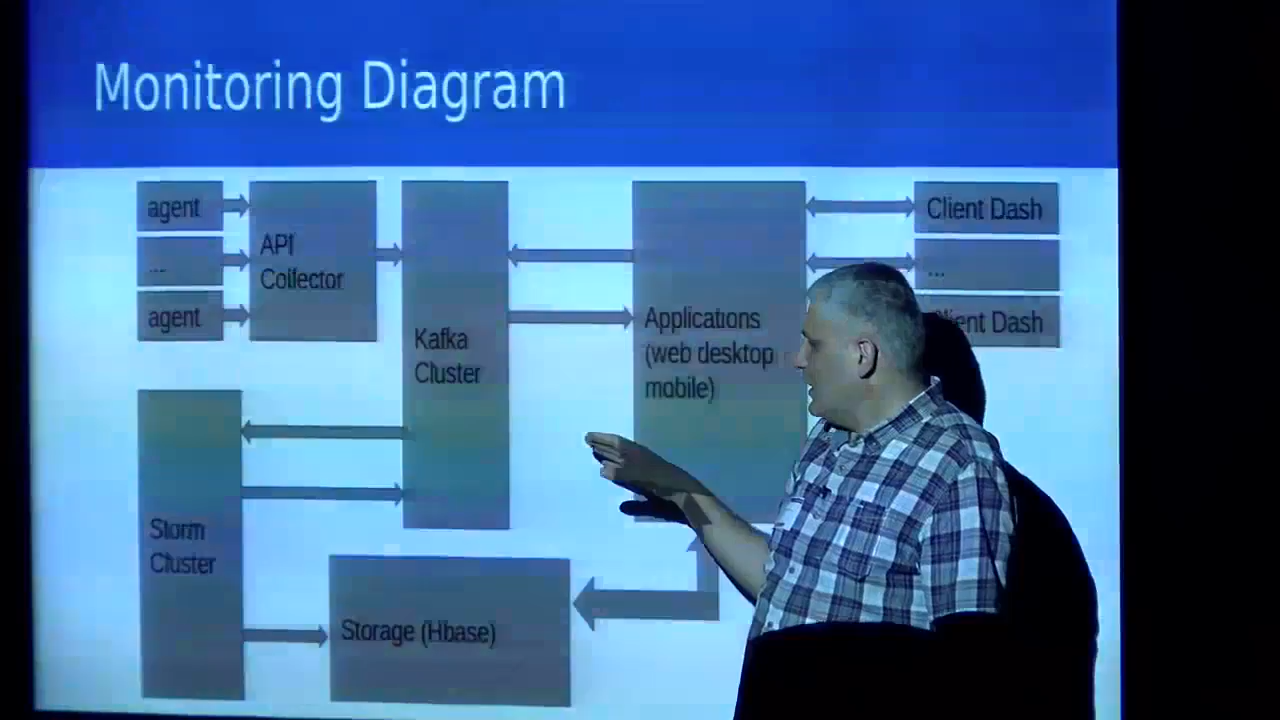 Monitoring Diagram
agent
...
agent
API
Collector
Kafka
Cluster
Applications
(web desktop
mobile)
Client Dash
...
Client Dash
Storm
Cluster
Storage (Hbase)